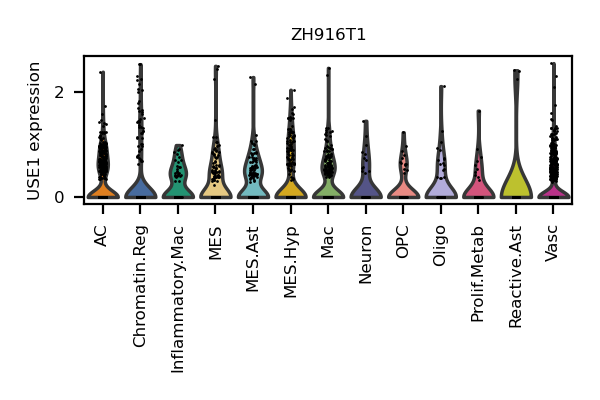 ZH916T1
USE1 expression
2
0
AC
Chromatin.Reg
Inflammatory.Mac
MES
MES.Ast
MES.Hyp
Mac
Neuron
OPC
Oligo
Prolif.Metab
Reactive.Ast
Vasc